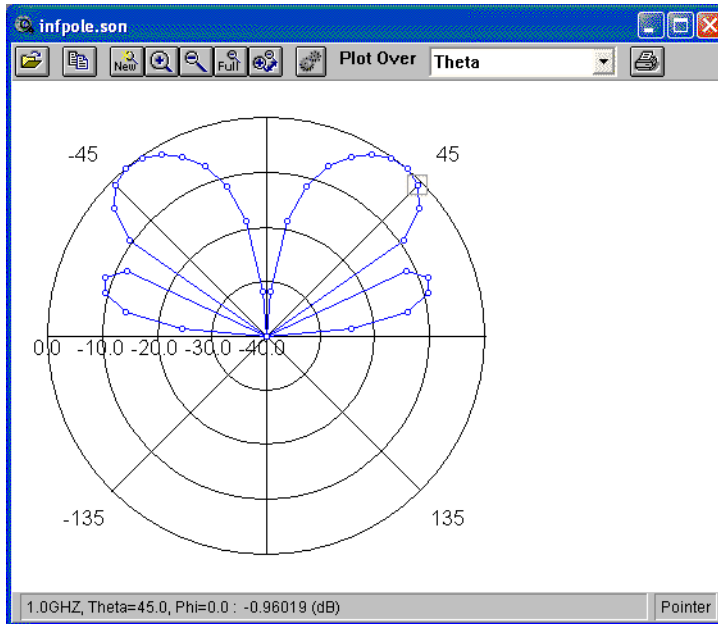 infpole.son
New Full Plot Over Theta
-45 45
0.0 -10.0 -20.0 -30.0 -40.0
-135 135
1.0GHZ, Theta=45.0, Phi=0.0 : -0.96019 (dB) Pointer